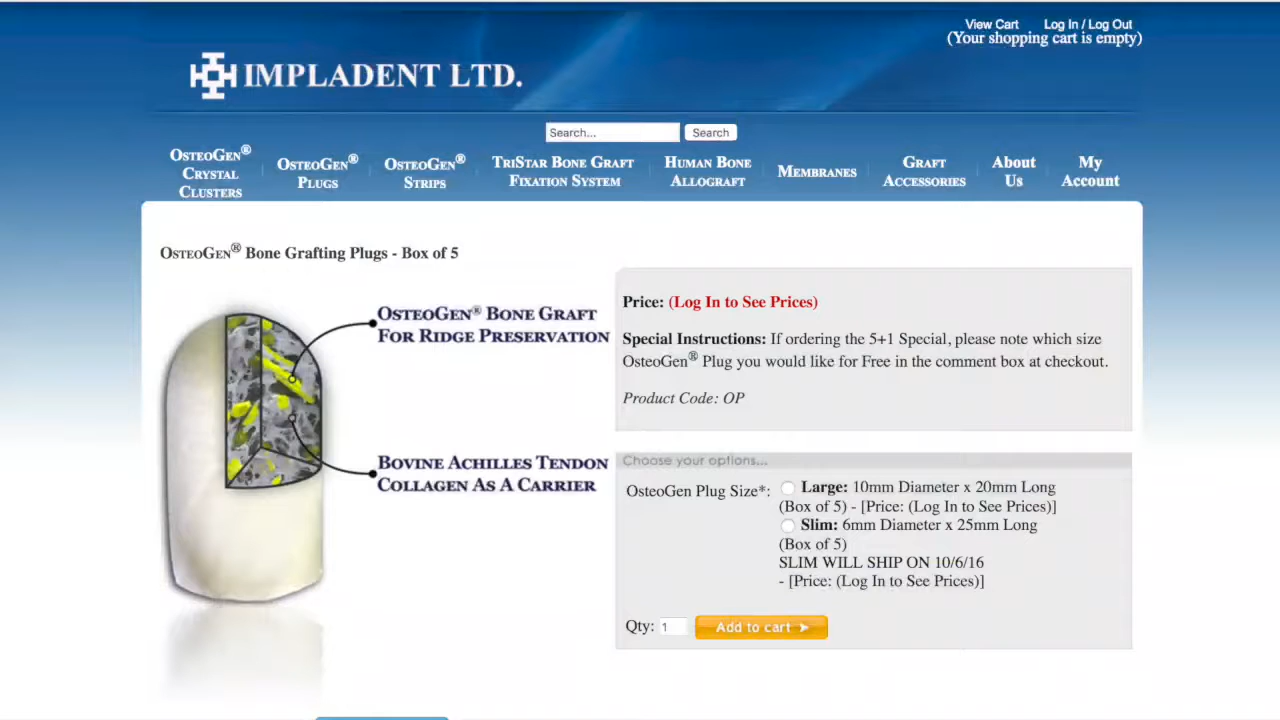 View Cart Log In / Log Out
(Your shopping cart is empty)
IMPLADENT LTD.
Search... Search
OsteoGen® Crystal Clusters
OsteoGen® Plugs
OsteoGen® Strips
TriStar Bone Graft Fixation System
Human Bone Allograft
Membranes
Graft Accessories
About Us
My Account
OsteoGen® Bone Grafting Plugs - Box of 5
OsteoGen® Bone Graft
For Ridge Preservation
Bovine Achilles Tendon
Collagen As A Carrier
Price: (Log In to See Prices)
Special Instructions: If ordering the 5+1 Special, please note which size
OsteoGen® Plug you would like for Free in the comment box at checkout.
Product Code: OP
Choose your options...
OsteoGen Plug Size*: Large: 10mm Diameter x 20mm Long
(Box of 5) - [Price: (Log In to See Prices)]
Slim: 6mm Diameter x 25mm Long
(Box of 5)
SLIM WILL SHIP ON 10/6/16
- [Price: (Log In to See Prices)]
Qty: 1 Add to cart ➤